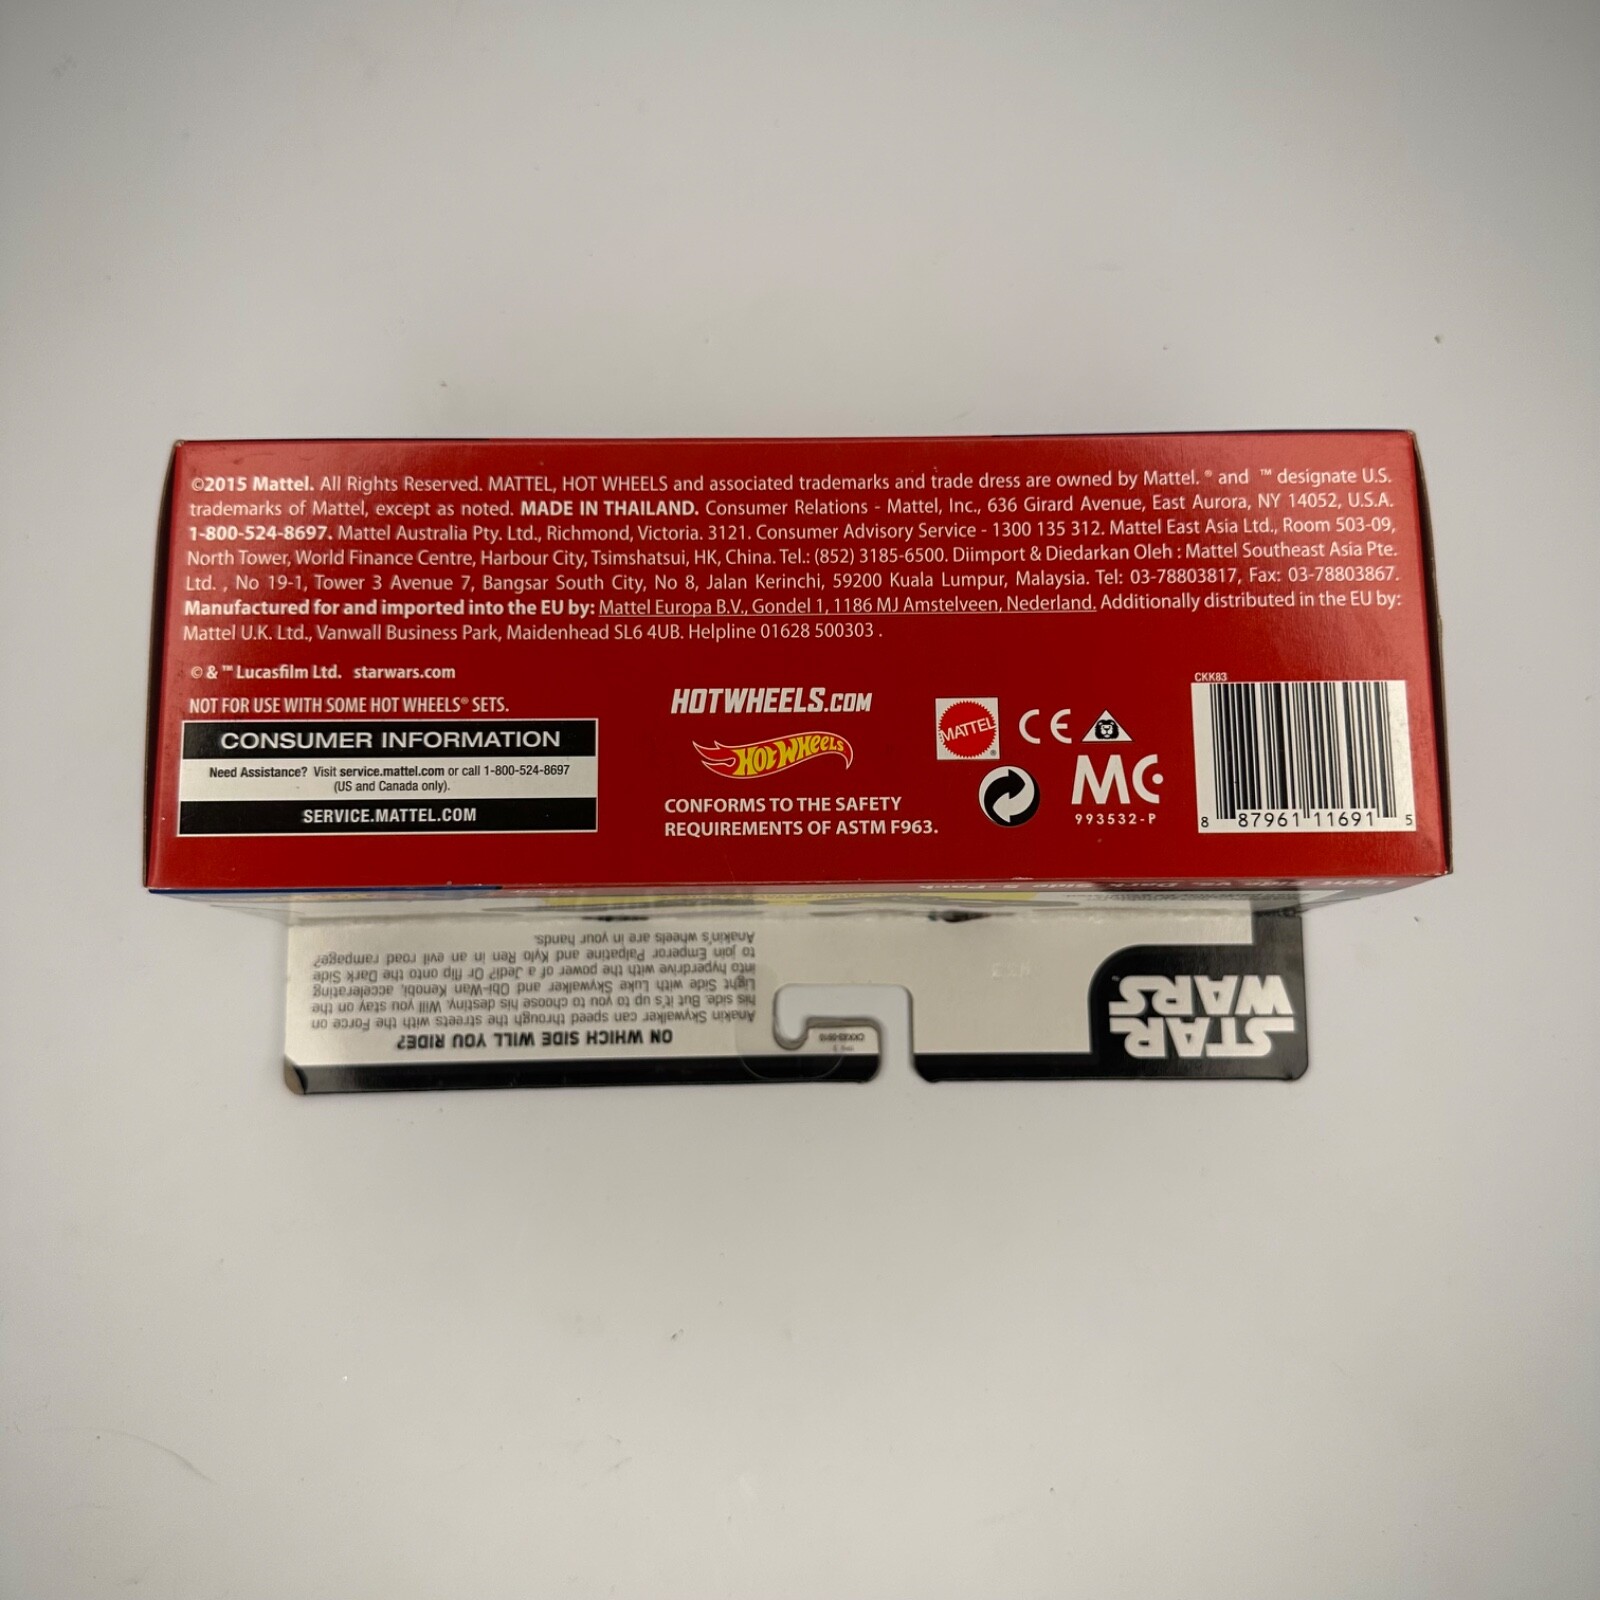 ©2015 Mattel. All Rights Reserved. MATTEL, HOT WHEELS and associated trademarks and trade dress are owned by Mattel. ® and ™ designate U.S.
trademarks of Mattel, except as noted. MADE IN THAILAND. Consumer Relations - Mattel, Inc., 636 Girard Avenue, East Aurora, NY 14052, U.S.A.
1-800-524-8697. Mattel Australia Pty. Ltd., Richmond, Victoria. 3121. Consumer Advisory Service - 1300 135 312. Mattel East Asia Ltd., Room 503-09,
North Tower, World Finance Centre, Harbour City, Tsimshatsui, HK, China. Tel.: (852) 3185-6500. Diimport & Diedarkan Oleh : Mattel Southeast Asia Pte.
Ltd. , No 19-1, Tower 3 Avenue 7, Bangsar South City, No 8, Jalan Kerinchi, 59200 Kuala Lumpur, Malaysia. Tel: 03-78803817, Fax: 03-78803867.
Manufactured for and imported into the EU by: Mattel Europa B.V., Gondel 1, 1186 MJ Amstelveen, Nederland. Additionally distributed in the EU by:
Mattel U.K. Ltd., Vanwall Business Park, Maidenhead SL6 4UB. Helpline 01628 500303 .
© & ™ Lucasfilm Ltd. starwars.com
NOT FOR USE WITH SOME HOT WHEELS® SETS.
CONSUMER INFORMATION
Need Assistance? Visit service.mattel.com or call 1-800-524-8697
(US and Canada only).
SERVICE.MATTEL.COM
HOTWHEELS.COM
HOT WHEELS
CONFORMS TO THE SAFETY
REQUIREMENTS OF ASTM F963.
MATTEL®
CE
MC
993532-P
CKK83
8 87961 11691 5
Light Side vs. Dark Side 5-Pack
STAR
WARS
ON WHICH SIDE WILL YOU RIDE?
Anakin Skywalker can speed through the streets with the Force on
his side. But it's up to you to choose his destiny. Will you stay on the
Light Side with Luke Skywalker and Obi-Wan Kenobi, accelerating
into hyperdrive with the power of a Jedi? Or flip onto the Dark Side
to join Emperor Palpatine and Kylo Ren in an evil road rampage?
Anakin's wheels are in your hands.